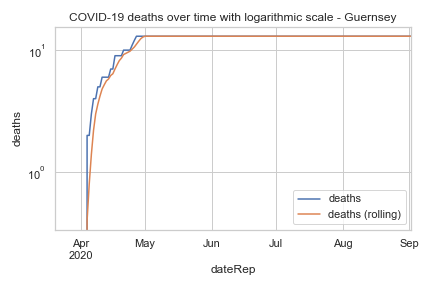 COVID-19 deaths over time with logarithmic scale - Guernsey
10¹
10⁰
deaths
deaths
deaths (rolling)
Apr May Jun Jul Aug Sep
2020
dateRep